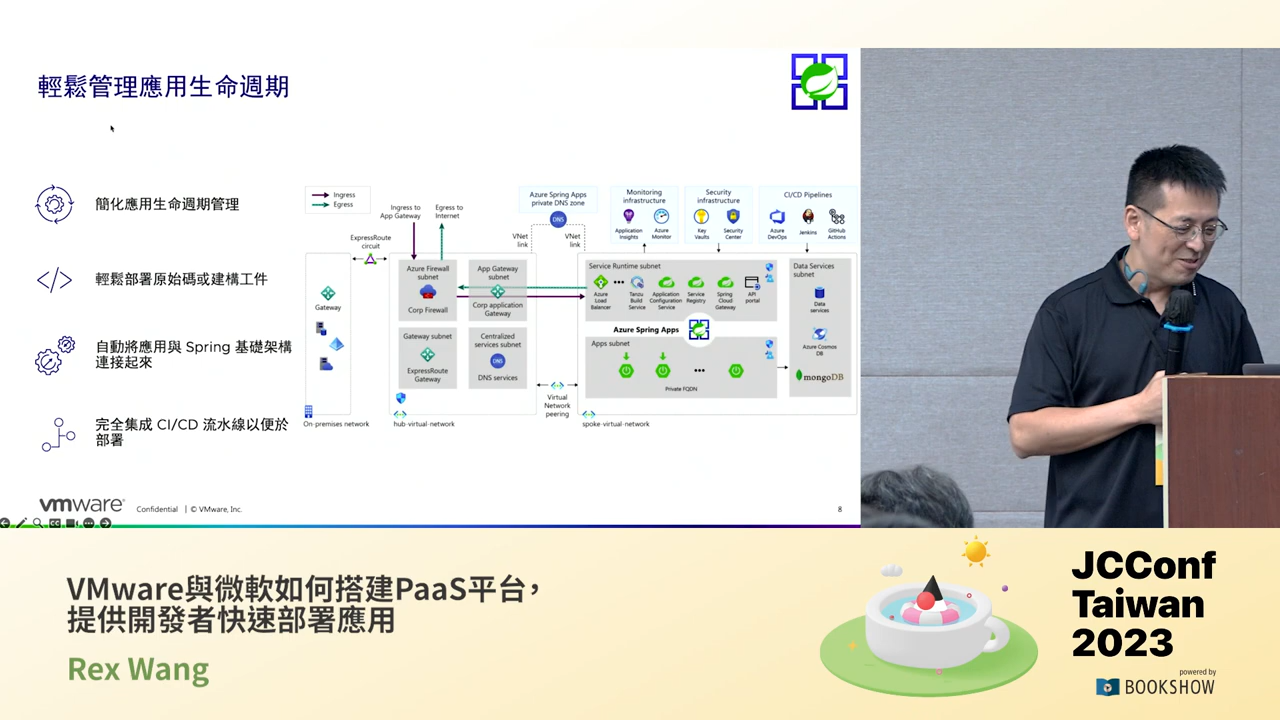 輕鬆管理應用生命週期
簡化應用生命週期管理
輕鬆部署原始碼或建構工件
自動將應用與 Spring 基礎架構
連接起來
完全集成 CI/CD 流水線以便於
部署
Ingress
Egress
Ingress to
App Gateway
Egress to
Internet
ExpressRoute
circuit
Gateway
On-premises network
Azure Firewall
subnet
Corp Firewall
App Gateway
subnet
Corp application
Gateway
Gateway subnet
ExpressRoute
Gateway
Centralized
services subnet
DNS
DNS services
hub-virtual-network
Virtual
Network
peering
Azure Spring Apps
private DNS zone
DNS
VNet
link
VNet
link
Monitoring
infrastructure
Application
Insights
Azure
Monitor
Security
infrastructure
Key
Vaults
Security
Center
CI/CD Pipelines
Azure
DevOps
Jenkins
GitHub
Actions
Service Runtime subnet
Azure
Load
Balancer
Tanzu
Build
Service
Application
Configuration
Service
Service
Registry
Spring
Cloud
Gateway
API
portal
Azure Spring Apps
Apps subnet
Private FQDN
spoke-virtual-network
Data Services
subnet
Data
services
Azure Cosmos
DB
mongoDB
vmware®
Confidential | © VMware, Inc.
8
VMware與微軟如何搭建PaaS平台，
提供開發者快速部署應用
Rex Wang
JCConf
Taiwan
2023
powered by
BOOKSHOW